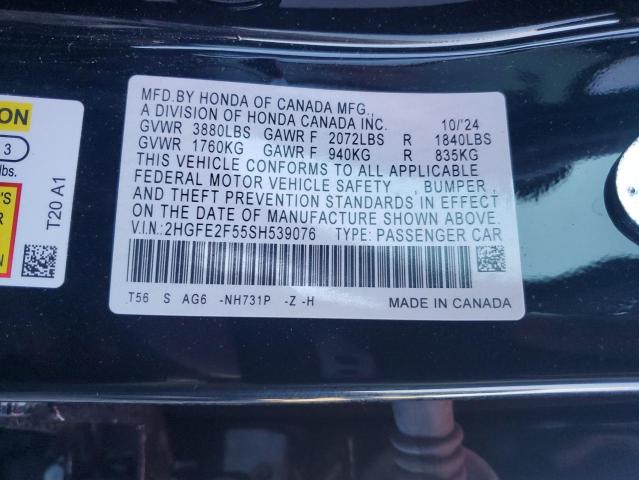 MFD.BY HONDA OF CANADA MFG.,
A DIVISION OF HONDA CANADA INC. 10/'24
GVWR 3880LBS GAWR F 2072LBS R 1840LBS
GVWR 1760KG GAWR F 940KG R 835KG
THIS VEHICLE CONFORMS TO ALL APPLICABLE
FEDERAL MOTOR VEHICLE SAFETY , BUMPER ,
AND THEFT PREVENTION STANDARDS IN EFFECT
ON THE DATE OF MANUFACTURE SHOWN ABOVE.
V.I.N.:2HGFE2F55SH539076 TYPE: PASSENGER CAR
T56 S AG6 -NH731P -Z -H MADE IN CANADA
ION
3
lbs.
'S
R
T20 A1